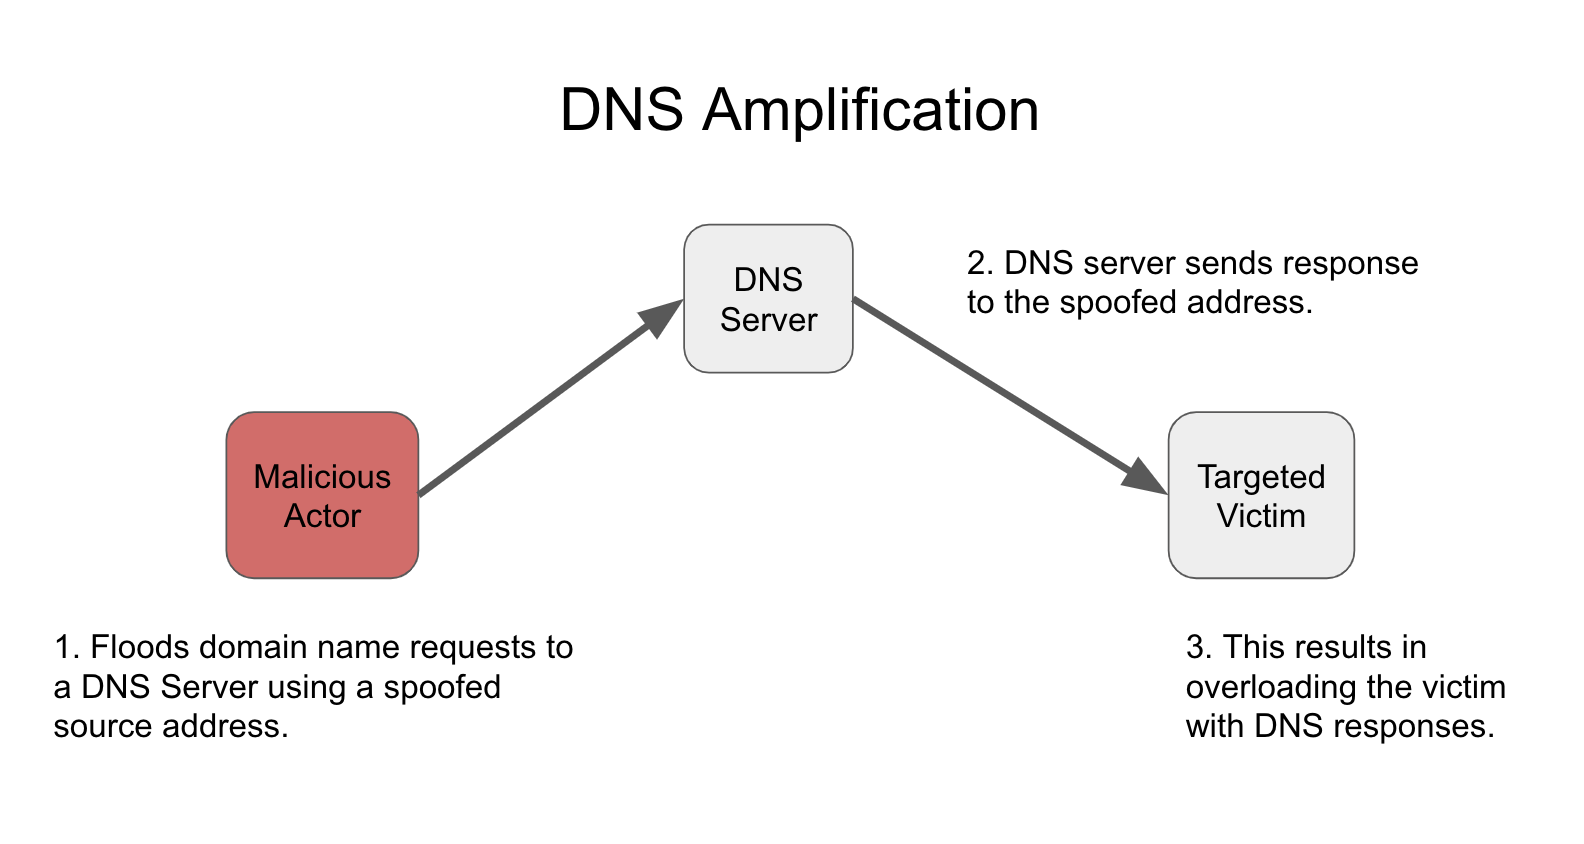 DNS Amplification
DNS
Server
2. DNS server sends response
to the spoofed address.
Malicious
Actor
Targeted
Victim
1. Floods domain name requests to
a DNS Server using a spoofed
source address.
3. This results in
overloading the victim
with DNS responses.